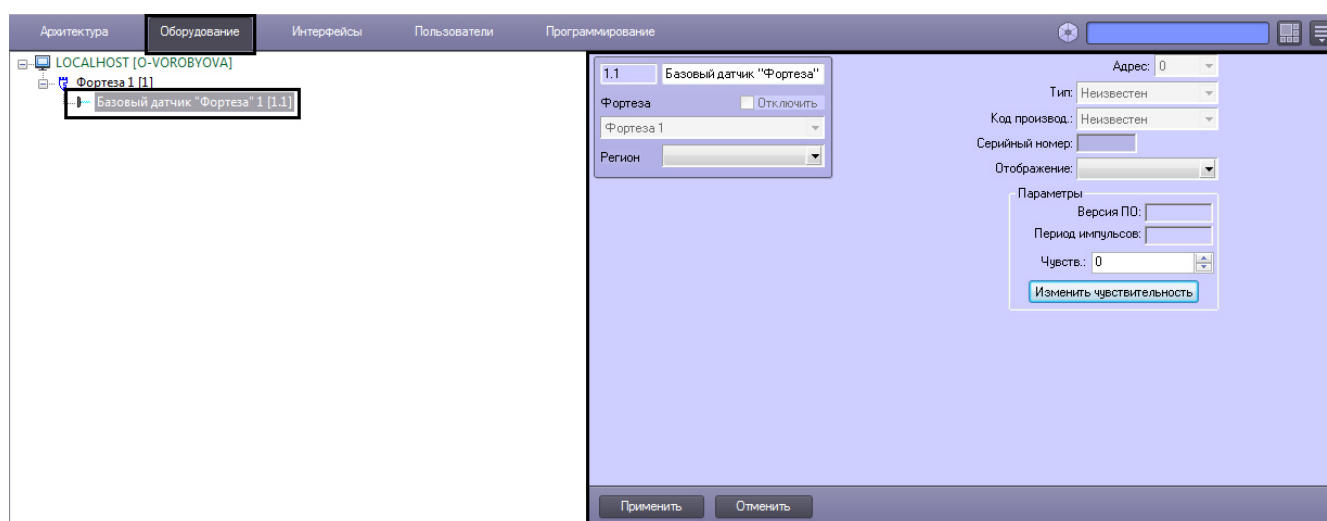 Архитектура Оборудование Интерфейсы Пользователи Программирование
LOCALHOST [O-VOROBYOVA]
Фортеза 1 [1]
Базовый датчик "Фортеза" 1 [1.1]
1.1 Базовый датчик "Фортеза"
Фортеза Отключить
Фортеза 1
Регион
Адрес: 0
Тип: Неизвестен
Код производ.: Неизвестен
Серийный номер:
Отображение:
Параметры
Версия ПО:
Период импульсов:
Чувств.: 0
Изменить чувствительность
Применить Отменить